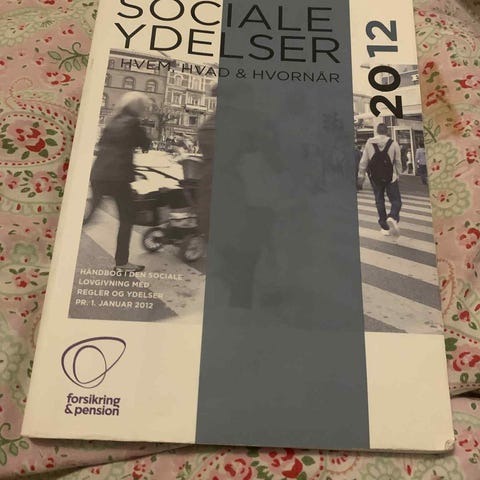 SOCIALE
YDELSER
HVEM HVAD & HVORNÅR
2012
HÅNDBOG I DEN SOCIALE
LOVGIVNING MED
REGLER OG YDELSER
PR. 1. JANUAR 2012
forsikring
& pension